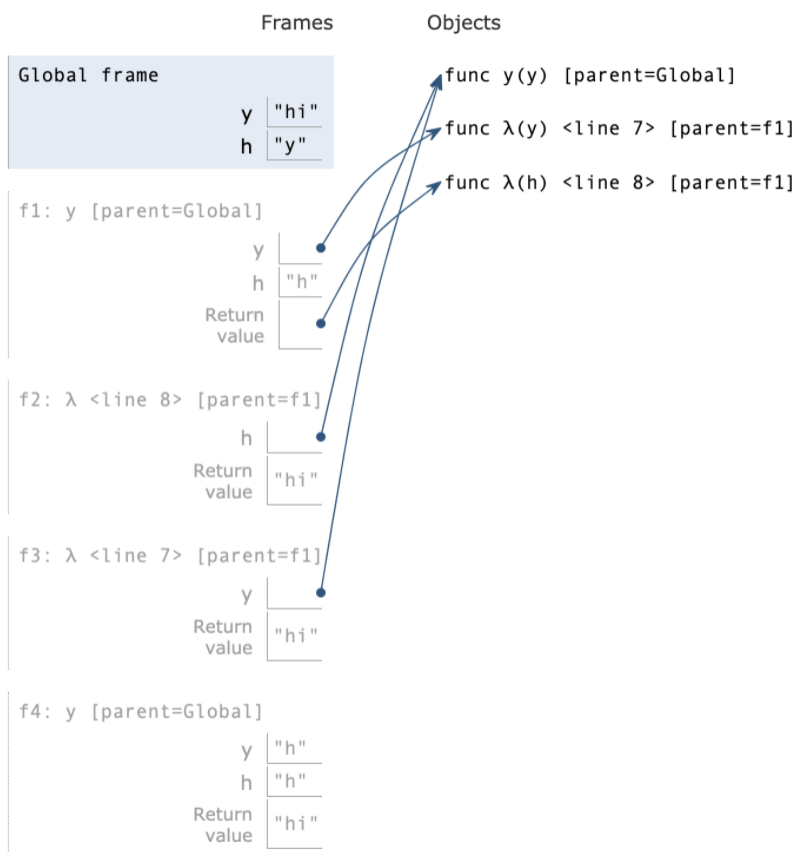 Frames Objects
Global frame
y "hi"
h "y"
func y(y) [parent=Global]
func λ(y) <line 7> [parent=f1]
func λ(h) <line 8> [parent=f1]
f1: y [parent=Global]
y
h "h"
Return
value
f2: λ <line 8> [parent=f1]
h
Return
value "hi"
f3: λ <line 7> [parent=f1]
y
Return
value "hi"
f4: y [parent=Global]
y "h"
h "h"
Return
value "hi"